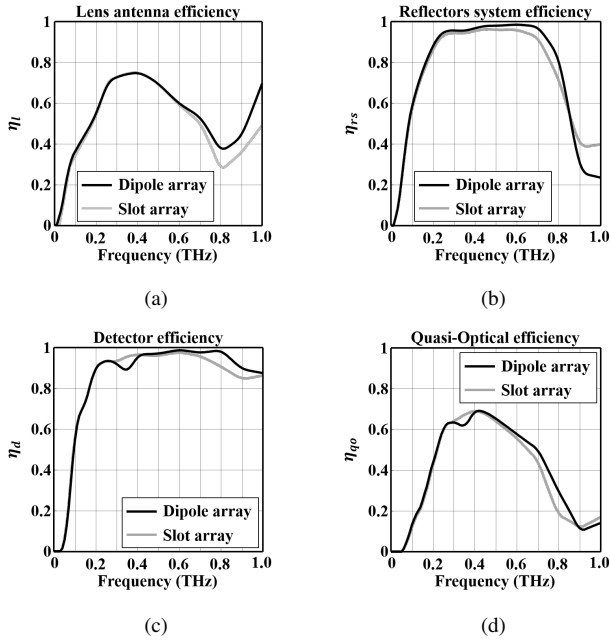 Lens antenna efficiency
η_l
1
0.8
0.6
0.4
0.2
0
Dipole array
Slot array
0 0.2 0.4 0.6 0.8 1.0
Frequency (THz)
(a)
Reflectors system efficiency
η_rs
1
0.8
0.6
0.4
0.2
0
Dipole array
Slot array
0 0.2 0.4 0.6 0.8 1.0
Frequency (THz)
(b)
Detector efficiency
η_d
1
0.8
0.6
0.4
0.2
0
Dipole array
Slot array
0 0.2 0.4 0.6 0.8 1.0
Frequency (THz)
(c)
Quasi-Optical efficiency
η_qo
1
0.8
0.6
0.4
0.2
0
Dipole array
Slot array
0 0.2 0.4 0.6 0.8 1.0
Frequency (THz)
(d)